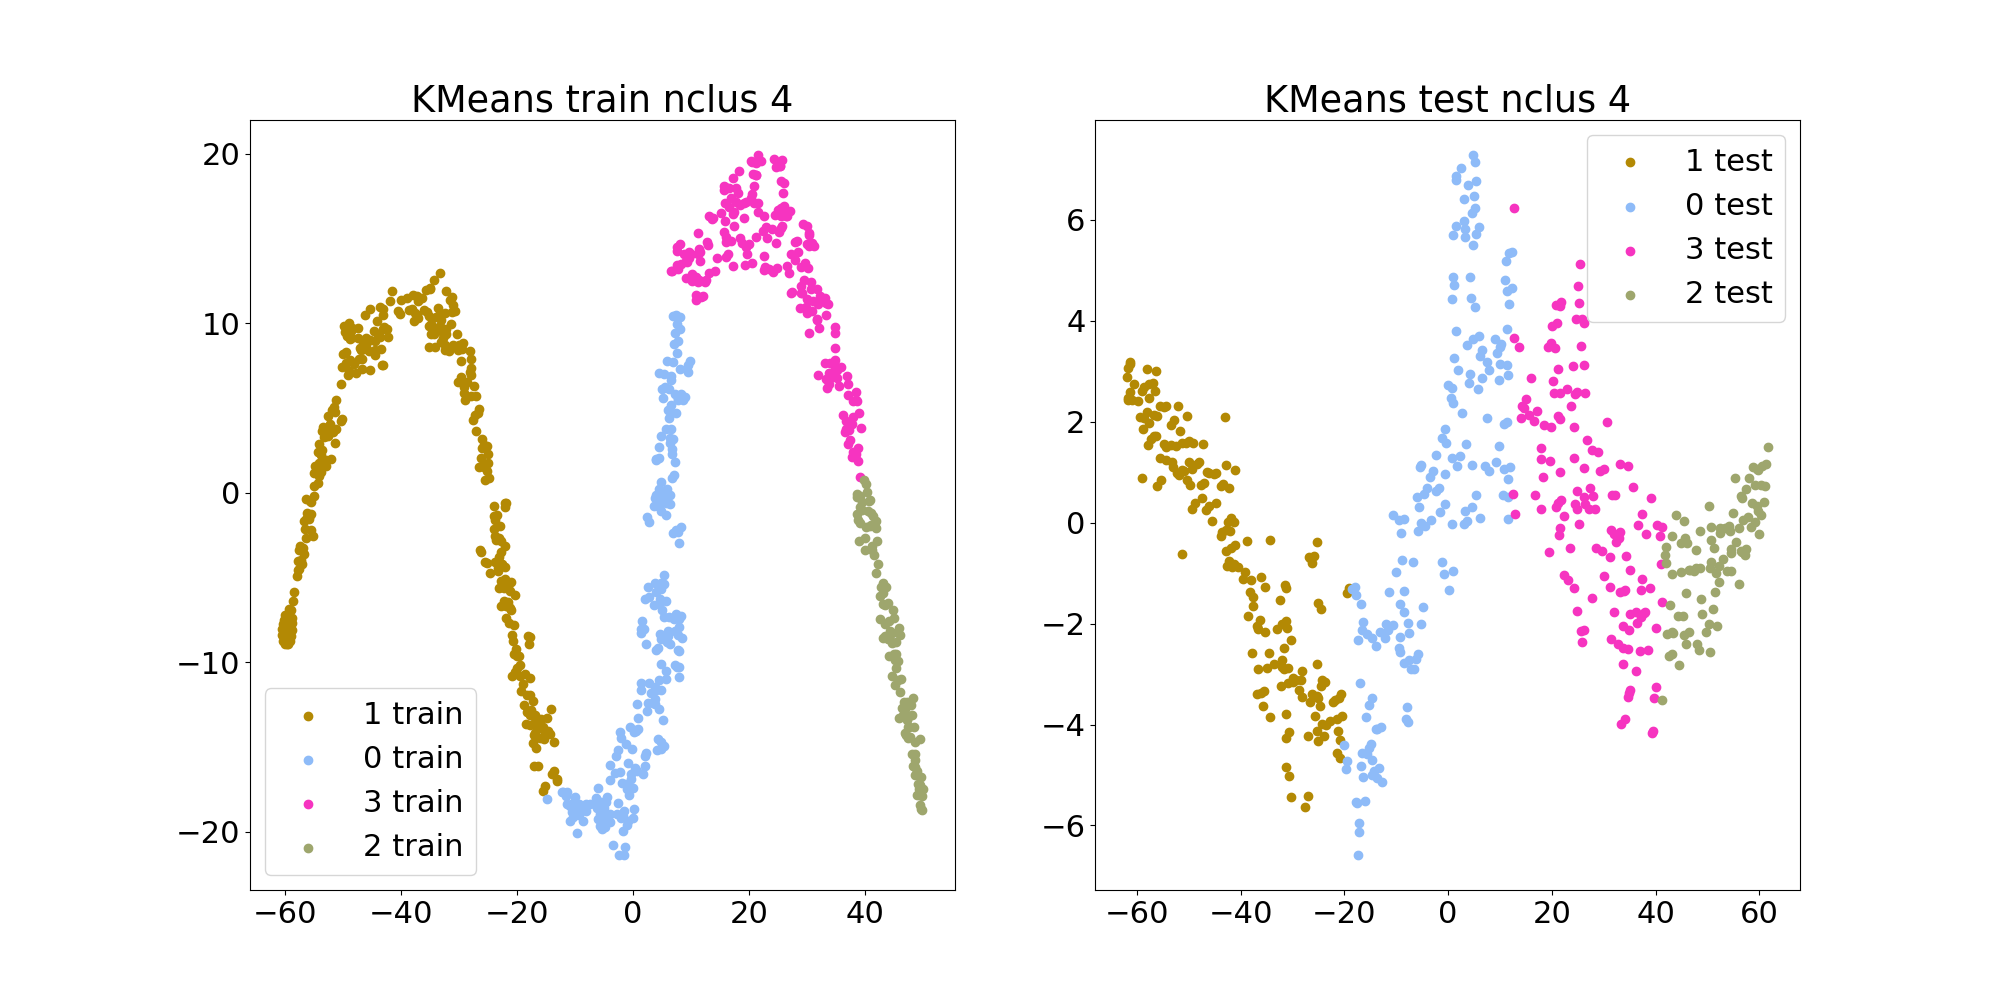 KMeans train nclus 4
20
10
0
−10
−20
−60 −40 −20 0 20 40
1 train
0 train
3 train
2 train
KMeans test nclus 4
6
4
2
0
−2
−4
−6
−60 −40 −20 0 20 40 60
1 test
0 test
3 test
2 test